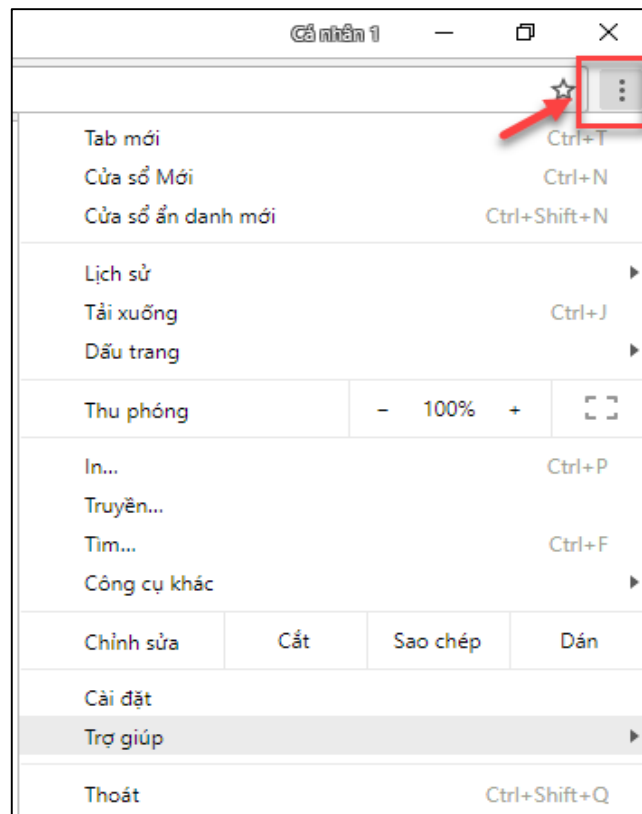 Cá nhân 1
Tab mới Ctrl+T
Cửa sổ Mới Ctrl+N
Cửa sổ ẩn danh mới Ctrl+Shift+N
Lịch sử
Tải xuống Ctrl+J
Dấu trang
Thu phóng - 100% +
In... Ctrl+P
Truyền...
Tìm... Ctrl+F
Công cụ khác
Chỉnh sửa Cắt Sao chép Dán
Cài đặt
Trợ giúp
Thoát Ctrl+Shift+Q